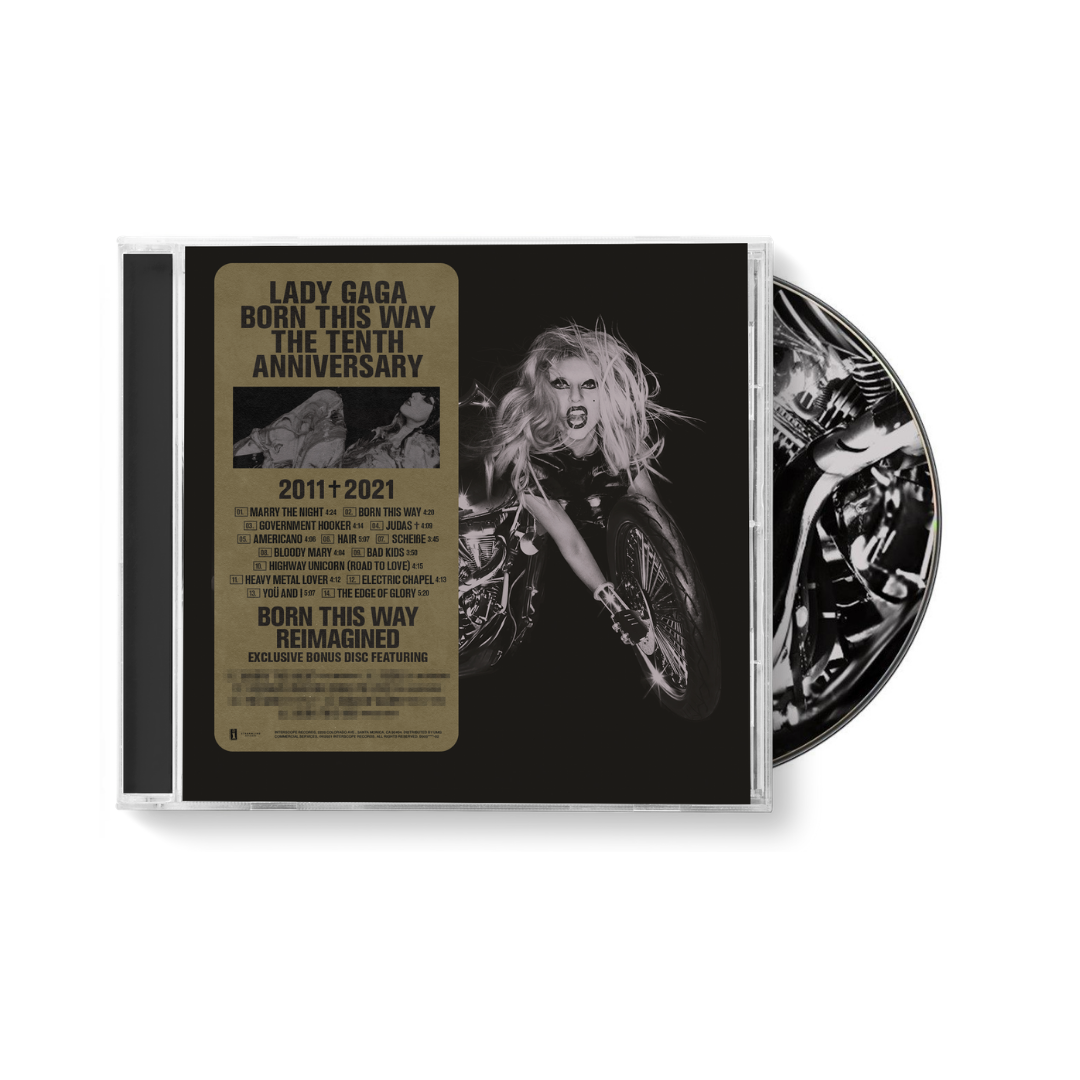 LADY GAGA
BORN THIS WAY
THE TENTH
ANNIVERSARY
2011†2021
01. MARRY THE NIGHT 4:24 02. BORN THIS WAY 4:20
03. GOVERNMENT HOOKER 4:14 04. JUDAS † 4:09
05. AMERICANO 4:06 06. HAIR 5:07 07. SCHEIßE 3:45
08. BLOODY MARY 4:04 09. BAD KIDS 3:50
10. HIGHWAY UNICORN (ROAD TO LOVE) 4:15
11. HEAVY METAL LOVER 4:12 12. ELECTRIC CHAPEL 4:13
13. YOÜ AND I 5:07 14. THE EDGE OF GLORY 5:20
BORN THIS WAY
REIMAGINED
EXCLUSIVE BONUS DISC FEATURING